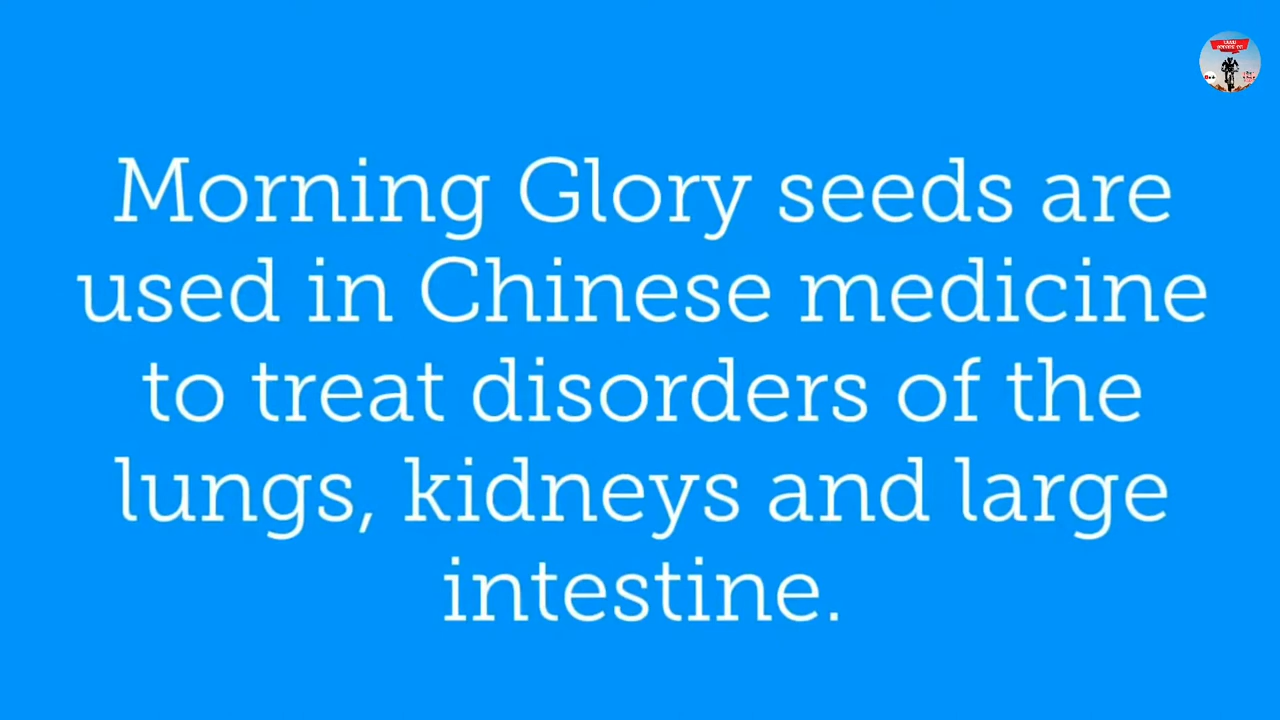 Morning Glory seeds are
used in Chinese medicine
to treat disorders of the
lungs, kidneys and large
intestine.